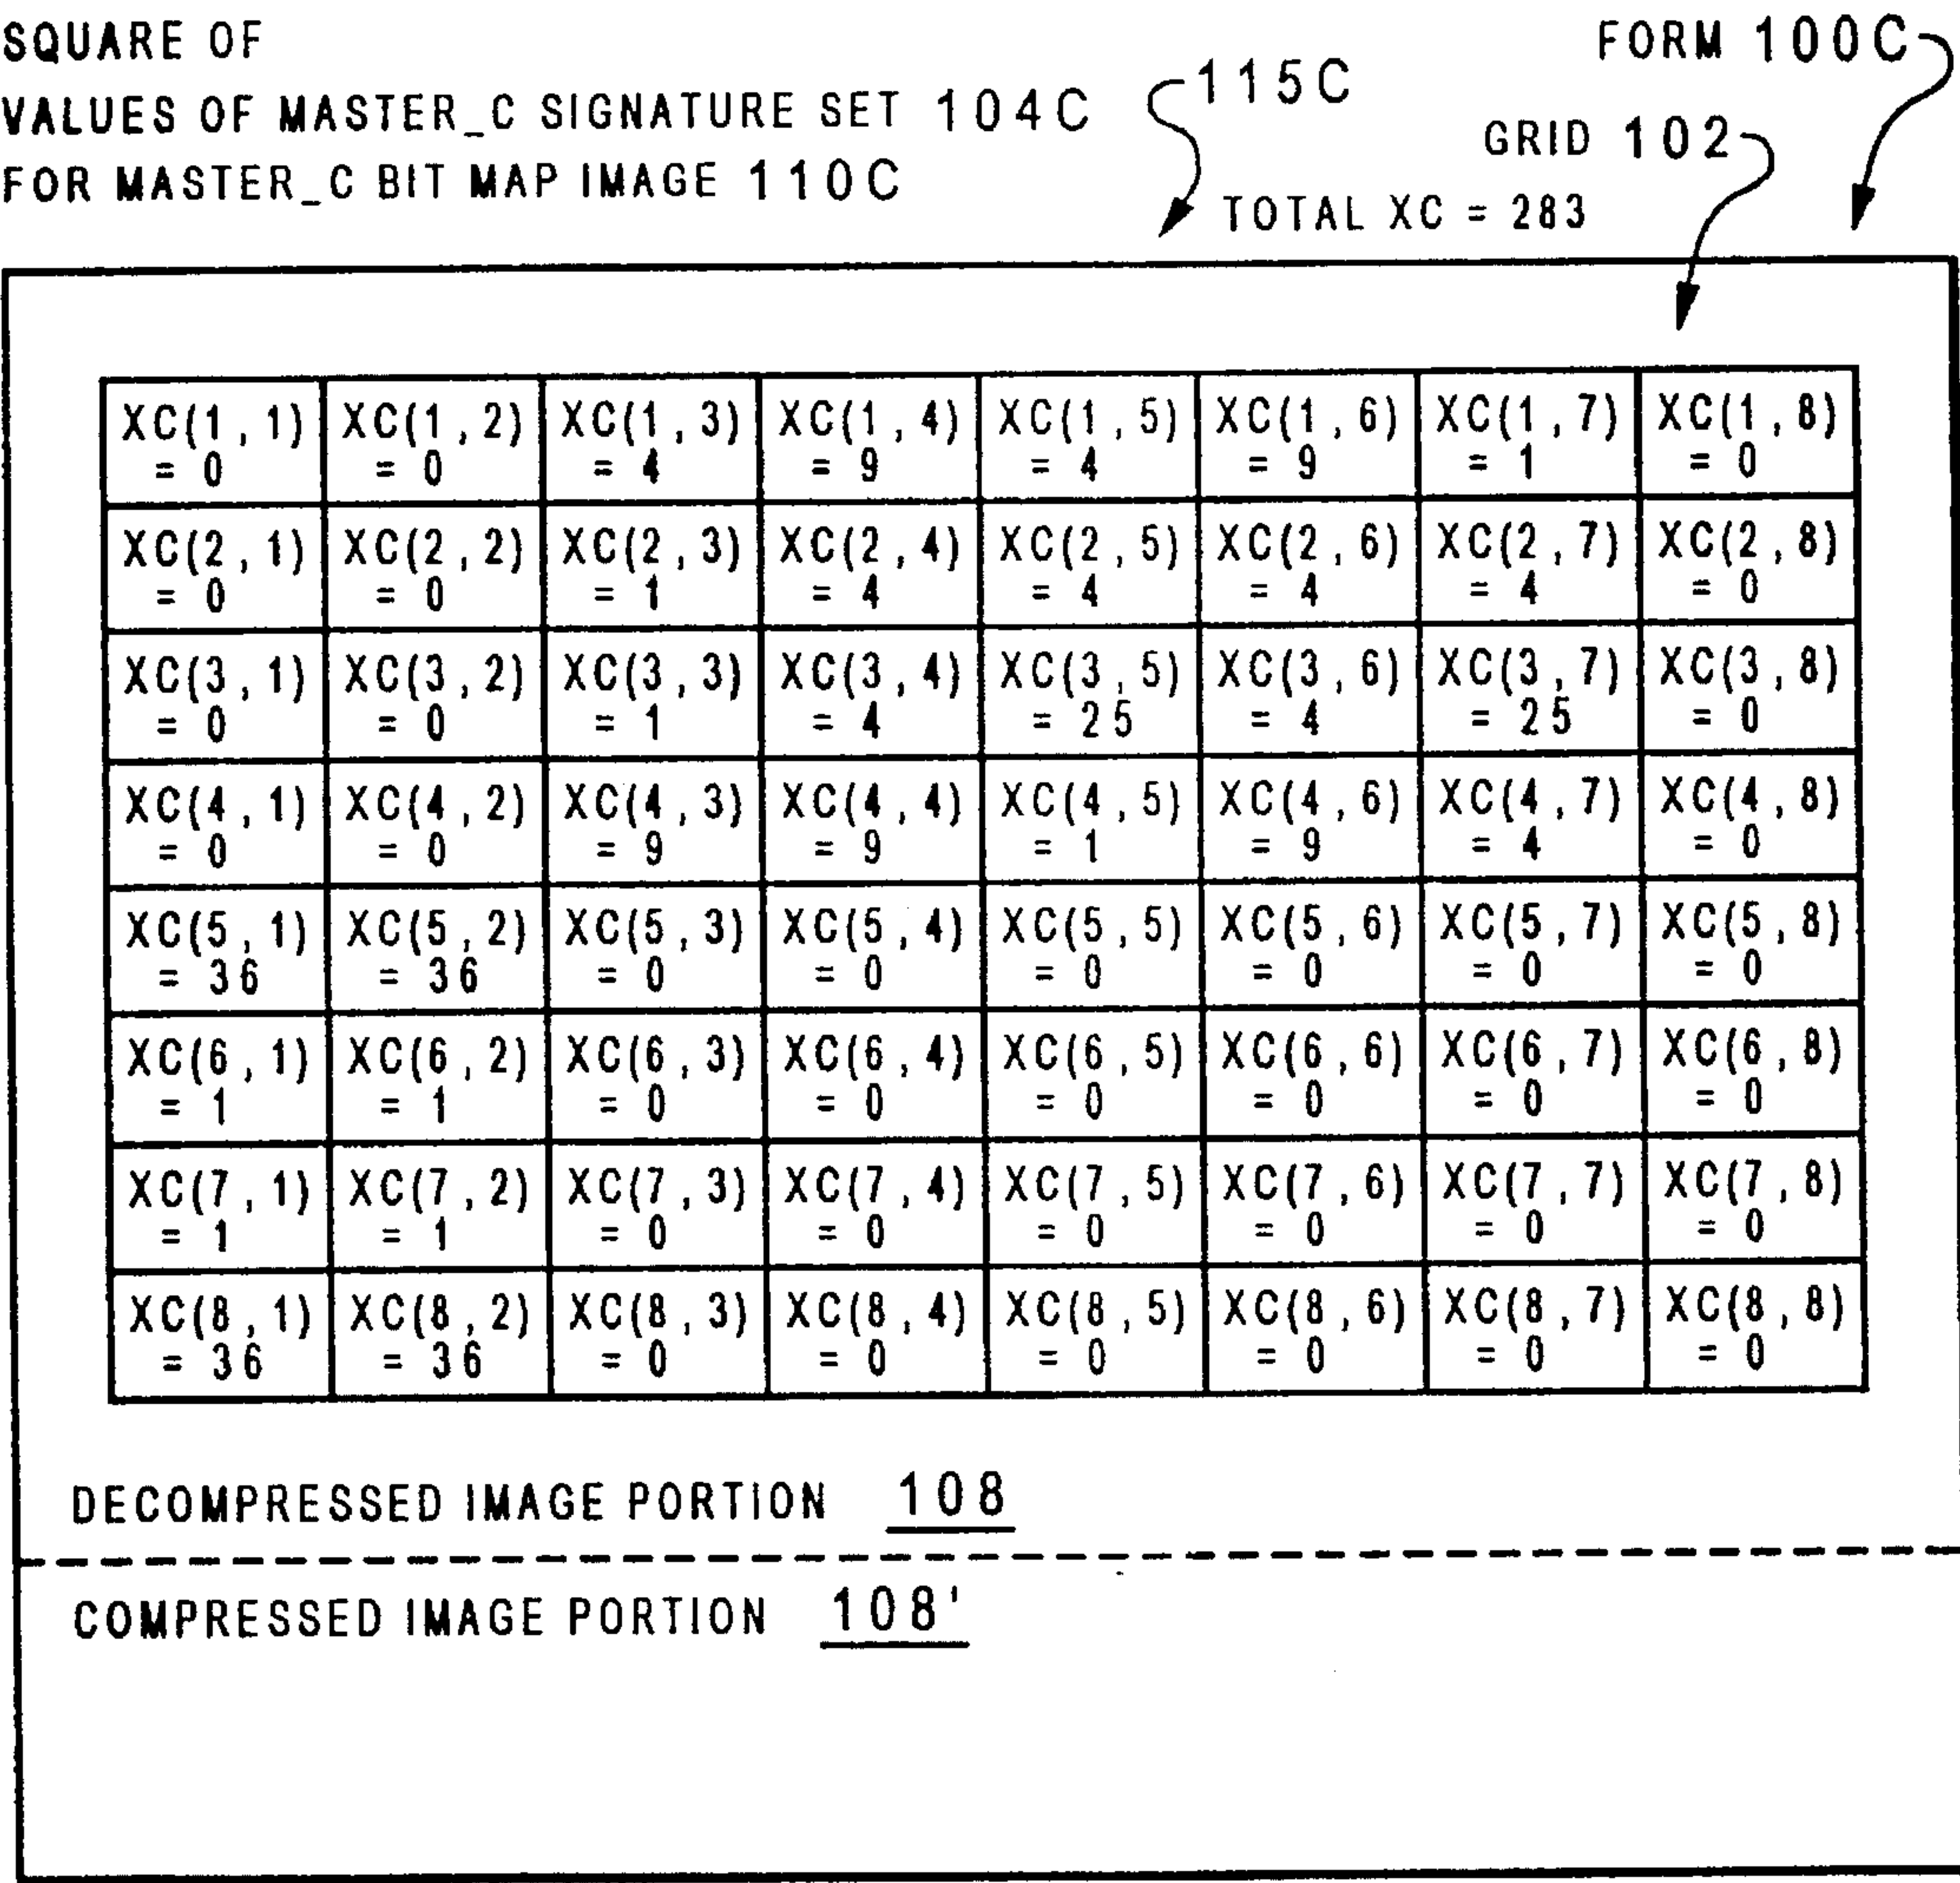 SQUARE OF
VALUES OF MASTER_C SIGNATURE SET 104C
FOR MASTER_C BIT MAP IMAGE 110C
115C
FORM 100C
GRID 102
TOTAL XC = 283
XC(1, 1) XC(1, 2) XC(1, 3) XC(1, 4) XC(1, 5) XC(1, 6) XC(1, 7) XC(1, 8)
= 0 = 0 = 4 = 9 = 4 = 9 = 1 = 0
XC(2, 1) XC(2, 2) XC(2, 3) XC(2, 4) XC(2, 5) XC(2, 6) XC(2, 7) XC(2, 8)
= 0 = 0 = 1 = 4 = 4 = 4 = 4 = 0
XC(3, 1) XC(3, 2) XC(3, 3) XC(3, 4) XC(3, 5) XC(3, 6) XC(3, 7) XC(3, 8)
= 0 = 0 = 1 = 4 = 25 = 4 = 25 = 0
XC(4, 1) XC(4, 2) XC(4, 3) XC(4, 4) XC(4, 5) XC(4, 6) XC(4, 7) XC(4, 8)
= 0 = 0 = 9 = 9 = 1 = 9 = 4 = 0
XC(5, 1) XC(5, 2) XC(5, 3) XC(5, 4) XC(5, 5) XC(5, 6) XC(5, 7) XC(5, 8)
= 36 = 36 = 0 = 0 = 0 = 0 = 0 = 0
XC(6, 1) XC(6, 2) XC(6, 3) XC(6, 4) XC(6, 5) XC(6, 6) XC(6, 7) XC(6, 8)
= 1 = 1 = 0 = 0 = 0 = 0 = 0 = 0
XC(7, 1) XC(7, 2) XC(7, 3) XC(7, 4) XC(7, 5) XC(7, 6) XC(7, 7) XC(7, 8)
= 1 = 1 = 0 = 0 = 0 = 0 = 0 = 0
XC(8, 1) XC(8, 2) XC(8, 3) XC(8, 4) XC(8, 5) XC(8, 6) XC(8, 7) XC(8, 8)
= 36 = 36 = 0 = 0 = 0 = 0 = 0 = 0
DECOMPRESSED IMAGE PORTION 108
COMPRESSED IMAGE PORTION 108'